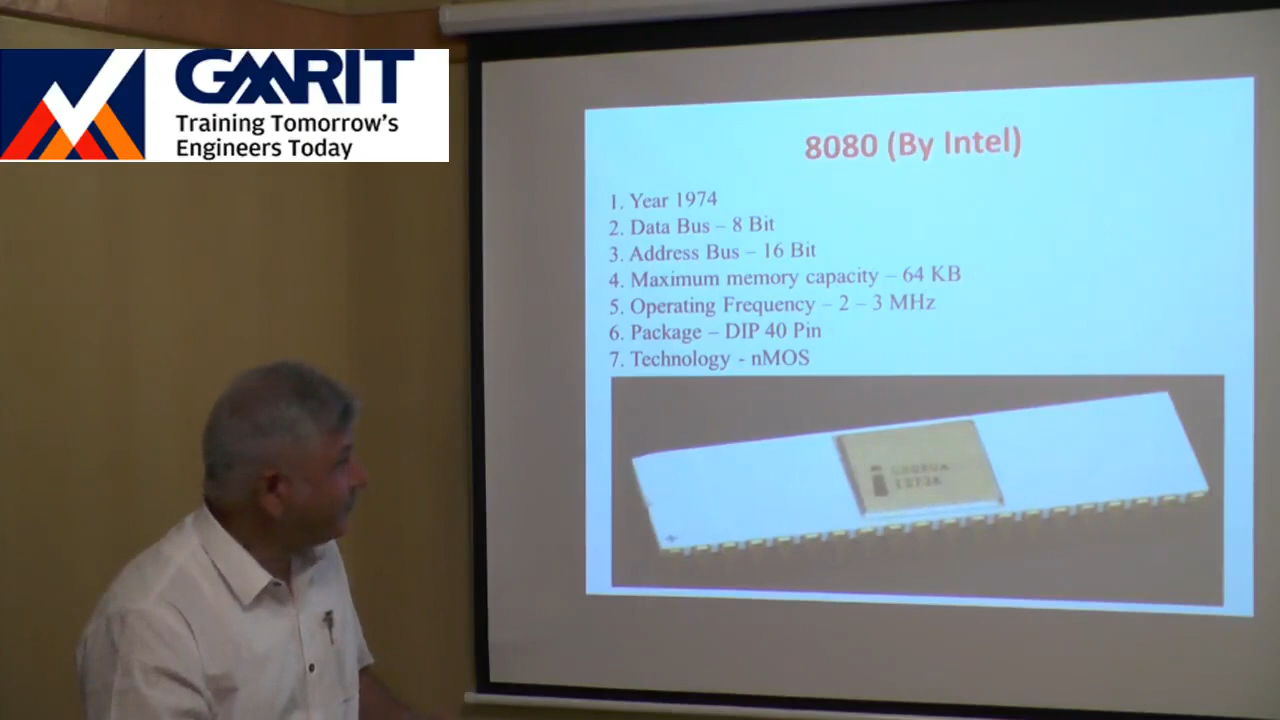 GMRIT
Training Tomorrow's
Engineers Today
8080 (By Intel)
1. Year 1974
2. Data Bus – 8 Bit
3. Address Bus – 16 Bit
4. Maximum memory capacity – 64 KB
5. Operating Frequency – 2 – 3 MHz
6. Package – DIP 40 Pin
7. Technology - nMOS